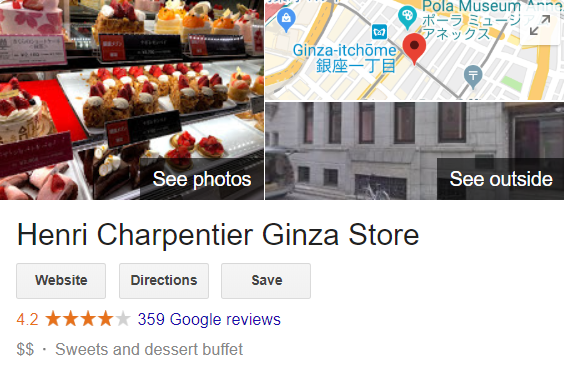 Pola Museum Anne
ポーラ ミュージア
アネックス
Ginza-itchōme
銀座一丁目
See photos
See outside
Henri Charpentier Ginza Store
Website
Directions
Save
4.2
359 Google reviews
$$ · Sweets and dessert buffet